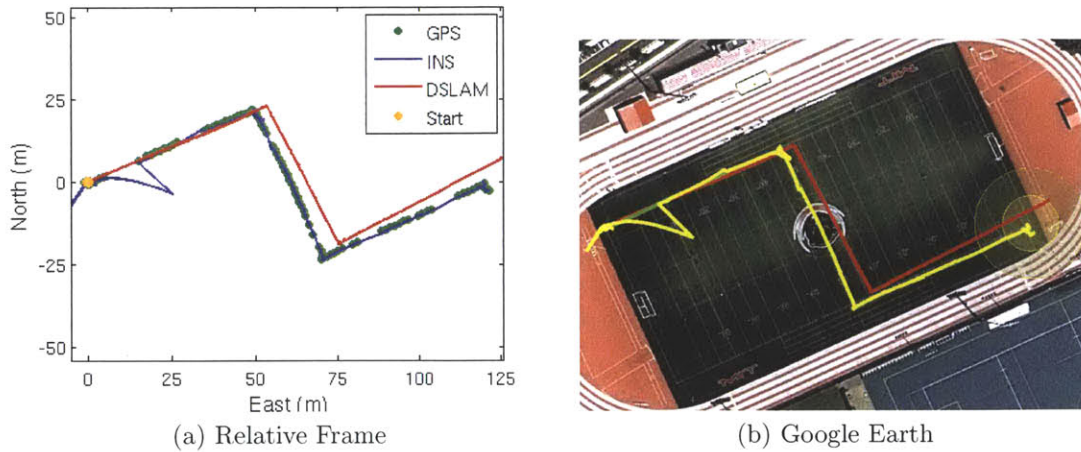 50
25
0
-25
-50
North (m)
GPS
INS
DSLAM
Start
0
25
50
75
100
125
East (m)
(a) Relative Frame
(b) Google Earth